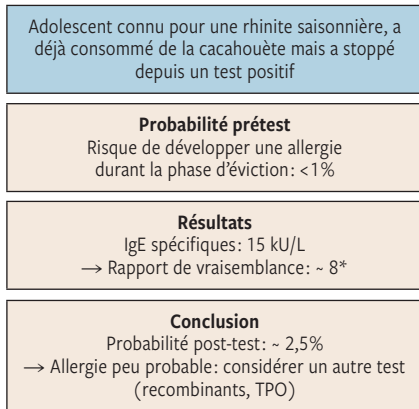 Adolescent connu pour une rhinite saisonnière, a
déjà consommé de la cacahouète mais a stoppé
depuis un test positif
Probabilité prétest
Risque de développer une allergie
durant la phase d'éviction: <1%
Résultats
IgE spécifiques: 15 kU/L
→ Rapport de vraisemblance: ~ 8*
Conclusion
Probabilité post-test: ~ 2,5%
→ Allergie peu probable: considérer un autre test
(recombinants, TPO)